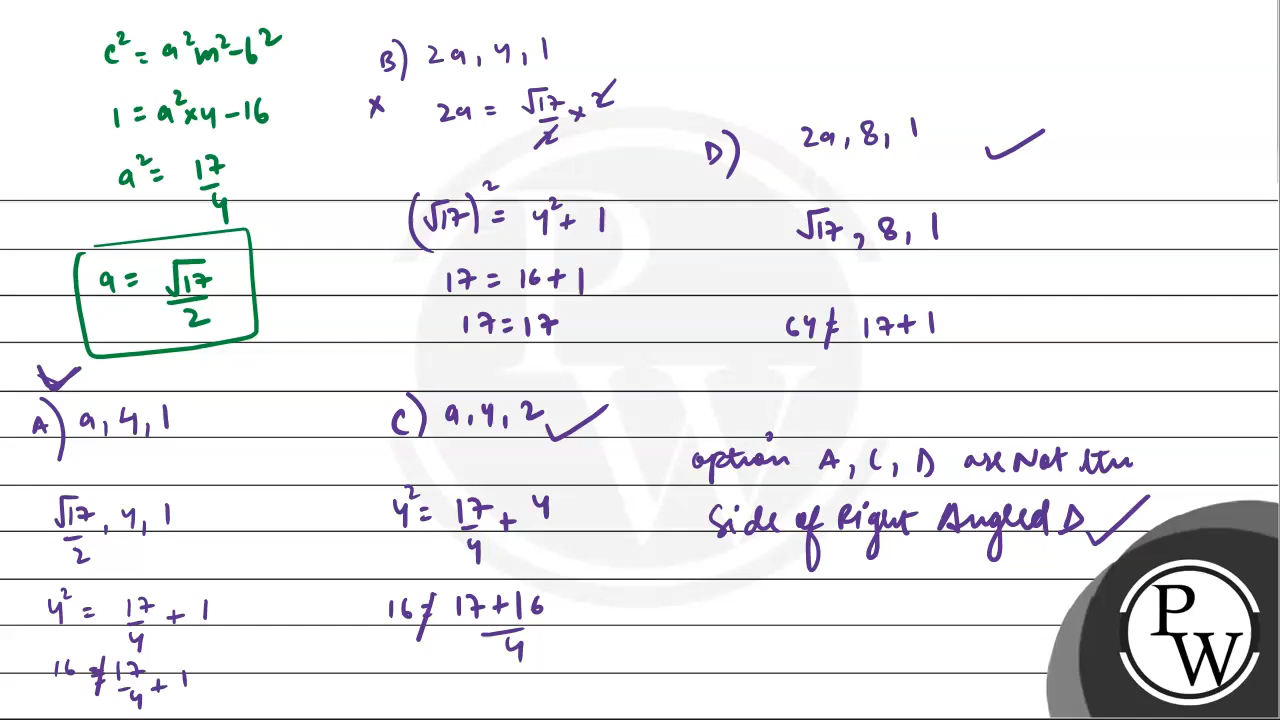 c² = a²m² - b²
1 = a² × 4 - 16
a² = 17/4
a = √17/2
A) a, 4, 1
√17/2, 4, 1
4² = 17/4 + 1
16 ≠ 17/4 + 1
B) 2a, 4, 1
× 2a = √17/2 × 2
(√17)² = 4² + 1
17 = 16 + 1
17 = 17
C) a, 4, 2 ✓
4² = 17/4 + 4
16 ≠ 17+16/4
D) 2a, 8, 1 ✓
√17, 8, 1
64 ≠ 17 + 1
option A, C, D are Not the
Side of Right Angled Δ ✓
P
W